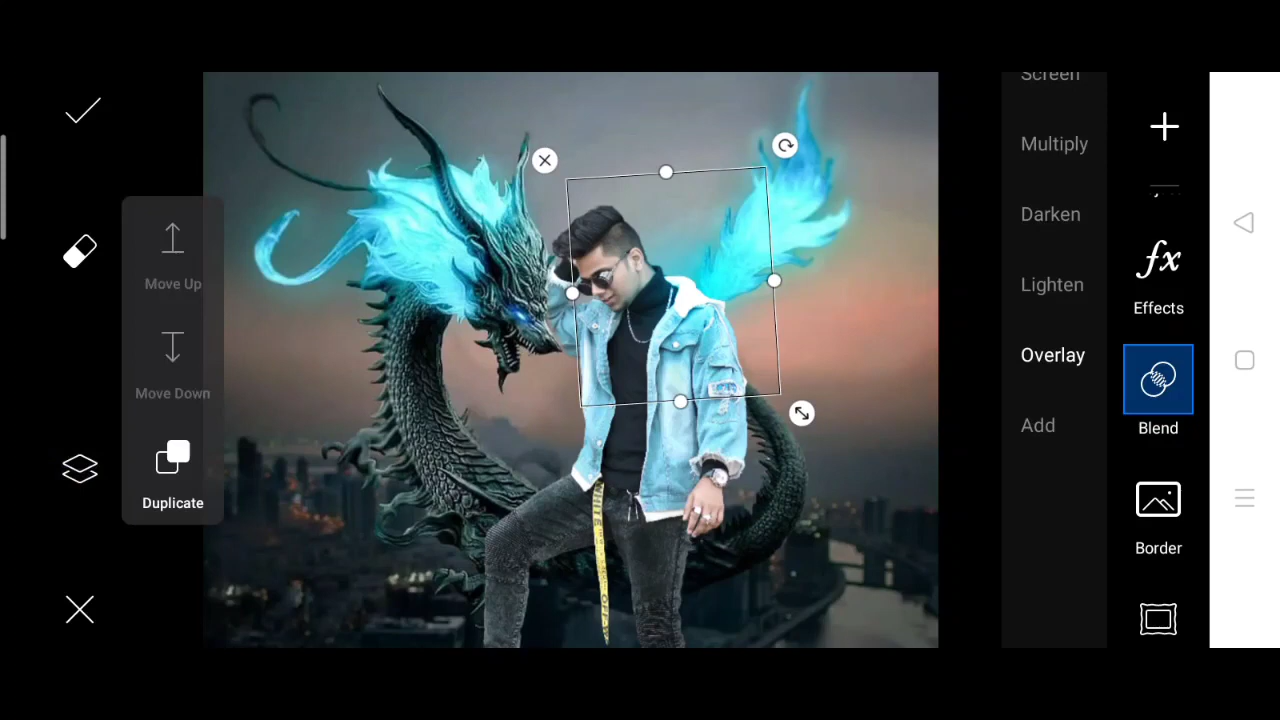 Screen
Multiply
Darken
Lighten
Overlay
Add
Effects
Blend
Border
Move Up
Move Down
Duplicate